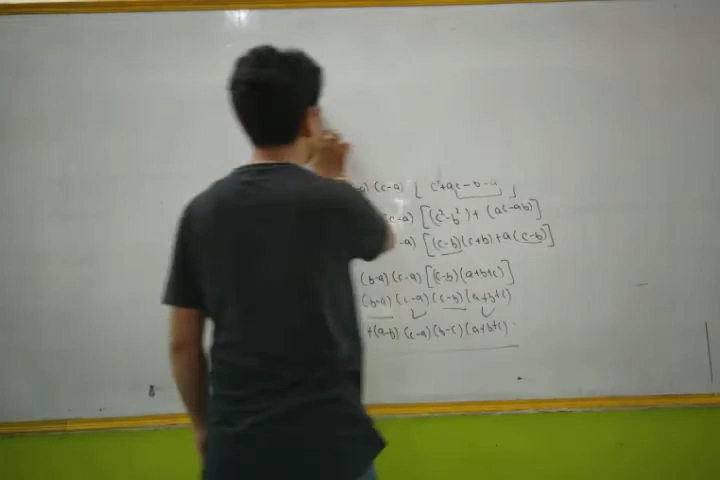 (c-a) [ c²+ac-b-a ]
(c-a) [(c²-b²)+(ac-ab)]
-a) [(c-b)(c+b)+a(c-b)]
(b-a)(c-a)[(c-b)(a+b+c)]
(b-a)(c-a)(c-b)(a+b+c)
+(a-b)(c-a)(b-c)(a+b+c)